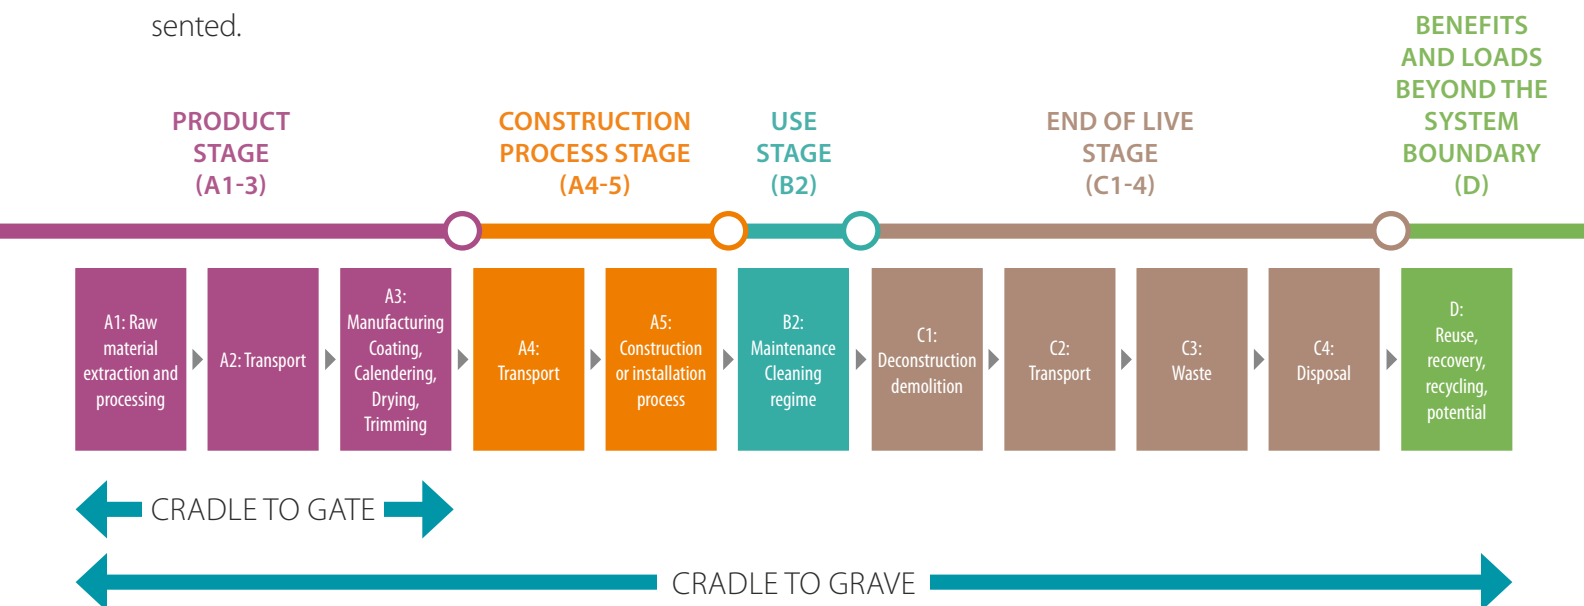 sented.
PRODUCT
STAGE
(A1-3)
CONSTRUCTION
PROCESS STAGE
(A4-5)
USE
STAGE
(B2)
END OF LIVE
STAGE
(C1-4)
BENEFITS
AND LOADS
BEYOND THE
SYSTEM
BOUNDARY
(D)
A1: Raw
material
extraction and
processing
A2: Transport
A3:
Manufacturing
Coating,
Calendering,
Drying,
Trimming
A4:
Transport
A5:
Construction
or installation
process
B2:
Maintenance
Cleaning
regime
C1:
Deconstruction
demolition
C2:
Transport
C3:
Waste
C4:
Disposal
D:
Reuse,
recovery,
recycling,
potential
CRADLE TO GATE
CRADLE TO GRAVE